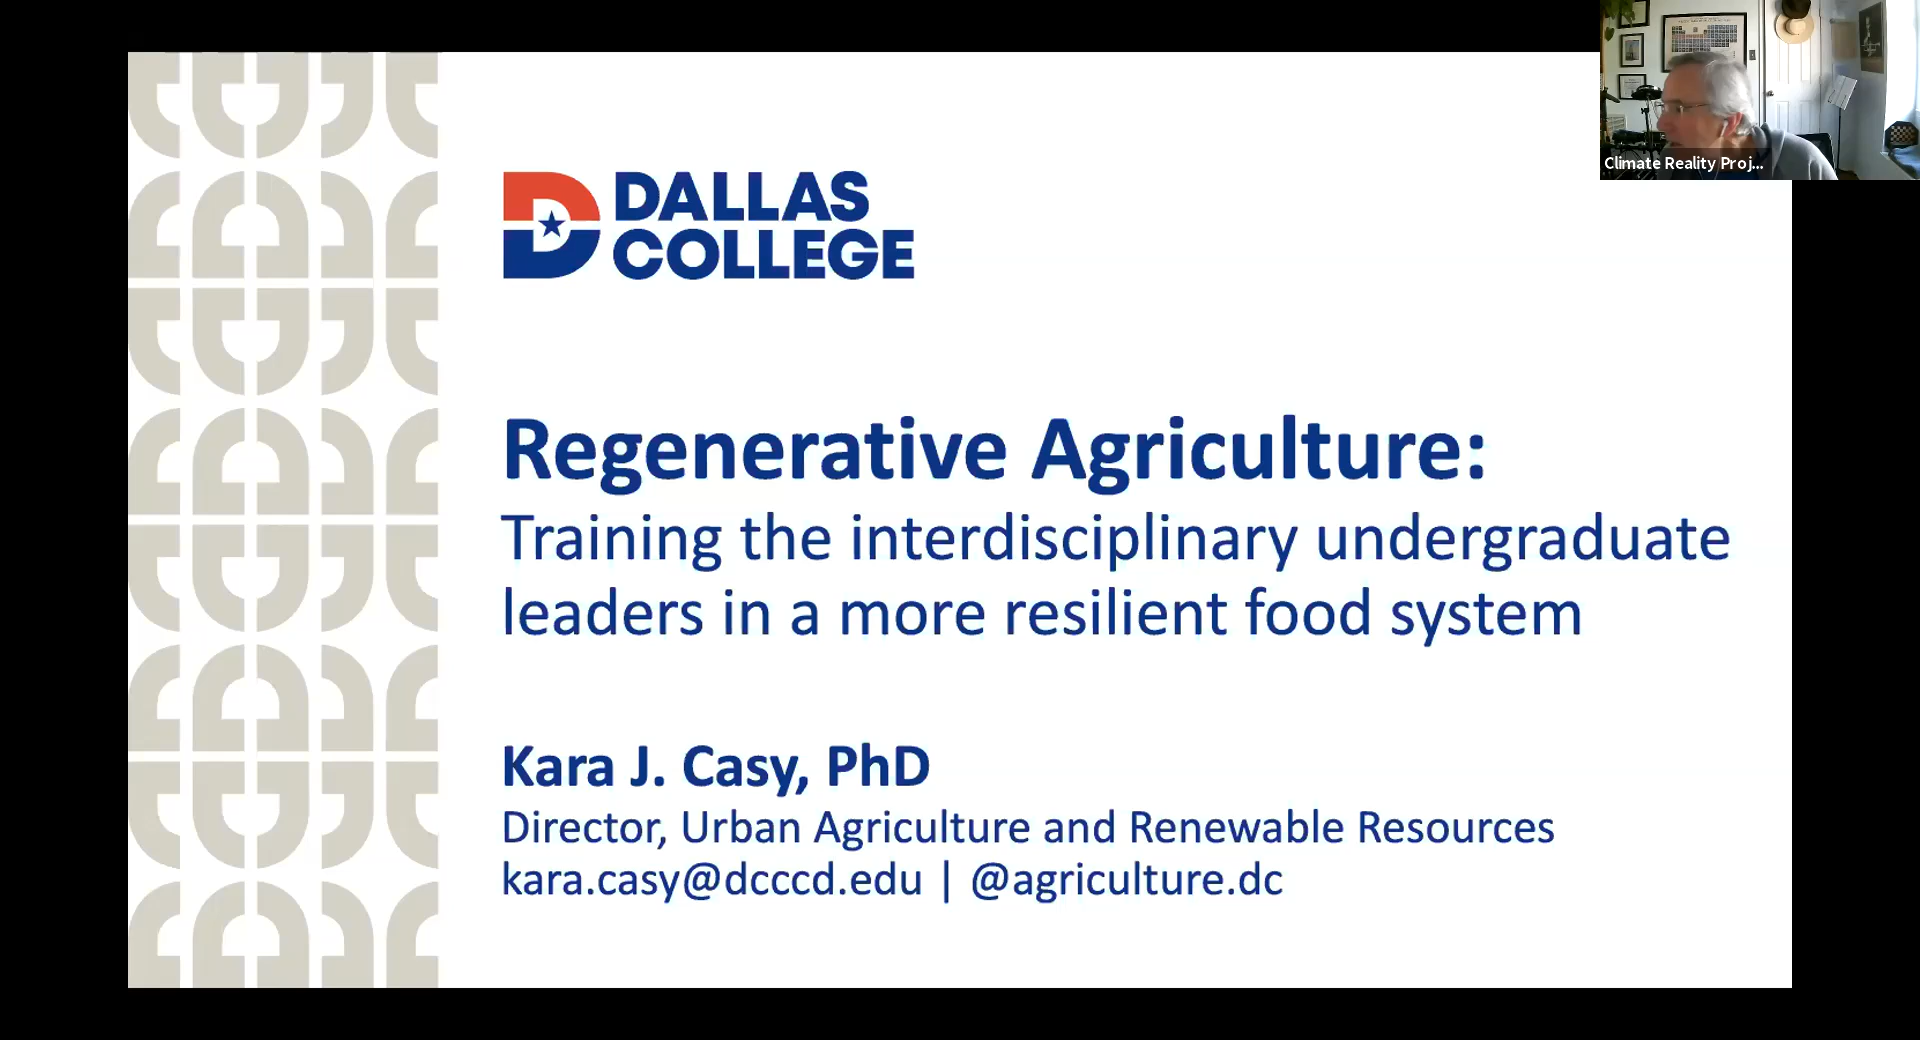 DALLAS
COLLEGE
Regenerative Agriculture:
Training the interdisciplinary undergraduate
leaders in a more resilient food system
Kara J. Casy, PhD
Director, Urban Agriculture and Renewable Resources
kara.casy@dcccd.edu | @agriculture.dc
Climate Reality Proj...